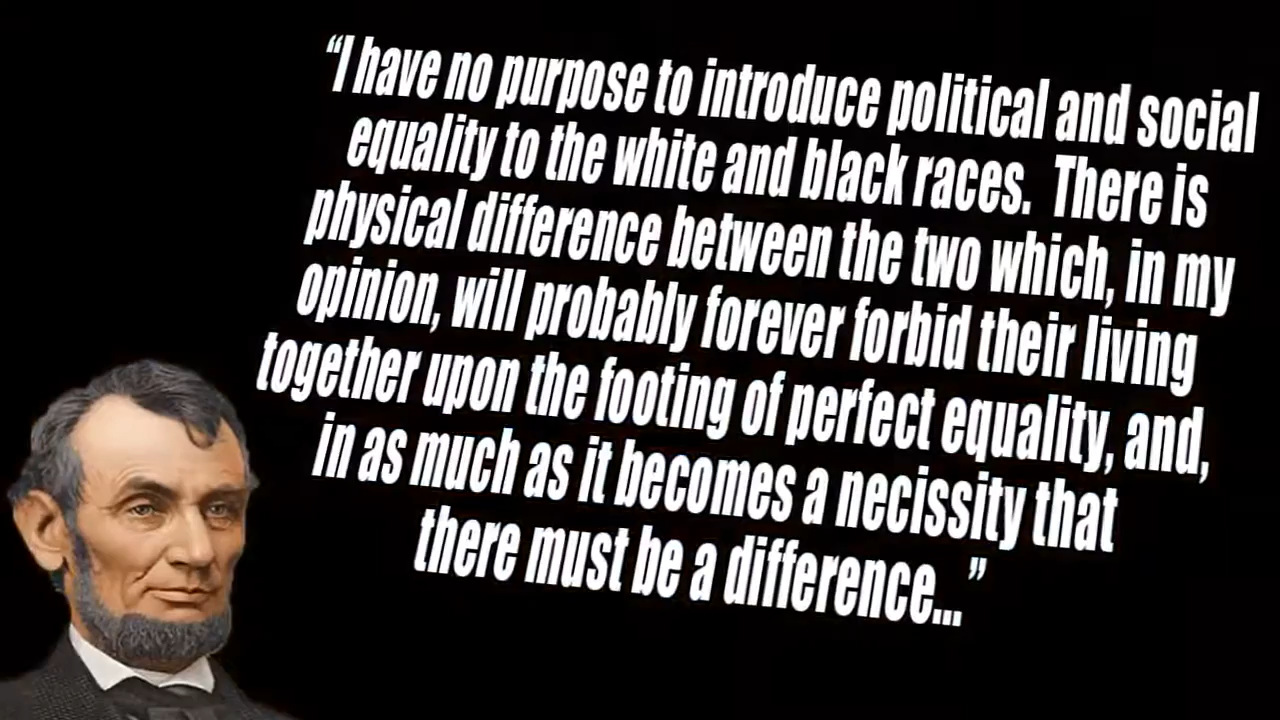 “I have no purpose to introduce political and social
equality to the white and black races. There is
physical difference between the two which, in my
opinion, will probably forever forbid their living
together upon the footing of perfect equality, and,
in as much as it becomes a necissity that
there must be a difference...”